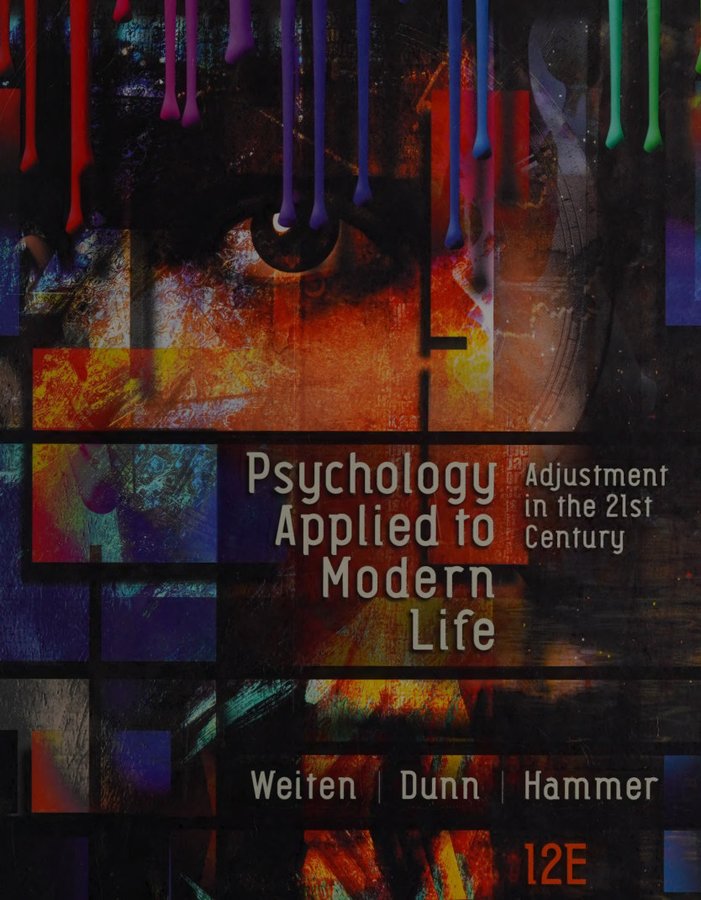 Psychology
Applied to
Modern
Life
Adjustment
in the 21st
Century
Weiten | Dunn | Hammer
12E